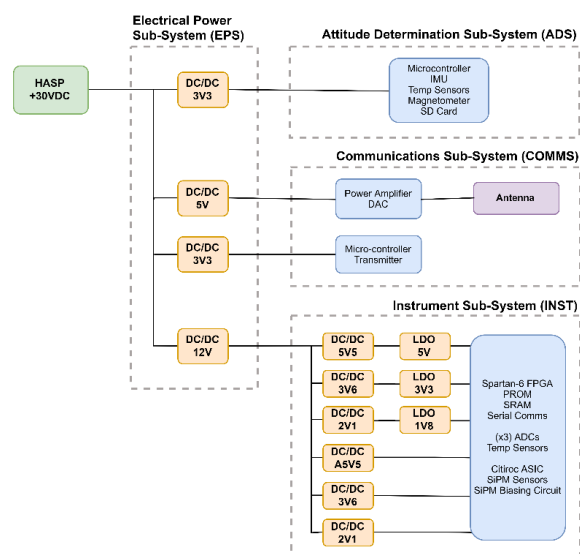 Electrical Power
Sub-System (EPS)
Attitude Determination Sub-System (ADS)
HASP
+30VDC
DC/DC
3V3
Microcontroller
IMU
Temp Sensors
Magnetometer
SD Card
Communications Sub-System (COMMS)
DC/DC
5V
Power Amplifier
DAC
Antenna
DC/DC
3V3
Micro-controller
Transmitter
Instrument Sub-System (INST)
DC/DC
12V
DC/DC
5V5
LDO
5V
DC/DC
3V6
LDO
3V3
DC/DC
2V1
LDO
1V8
DC/DC
A5V5
DC/DC
3V6
DC/DC
2V1
Spartan-6 FPGA
PROM
SRAM
Serial Comms
(x3) ADCs
Temp Sensors
Citiroc ASIC
SiPM Sensors
SiPM Biasing Circuit